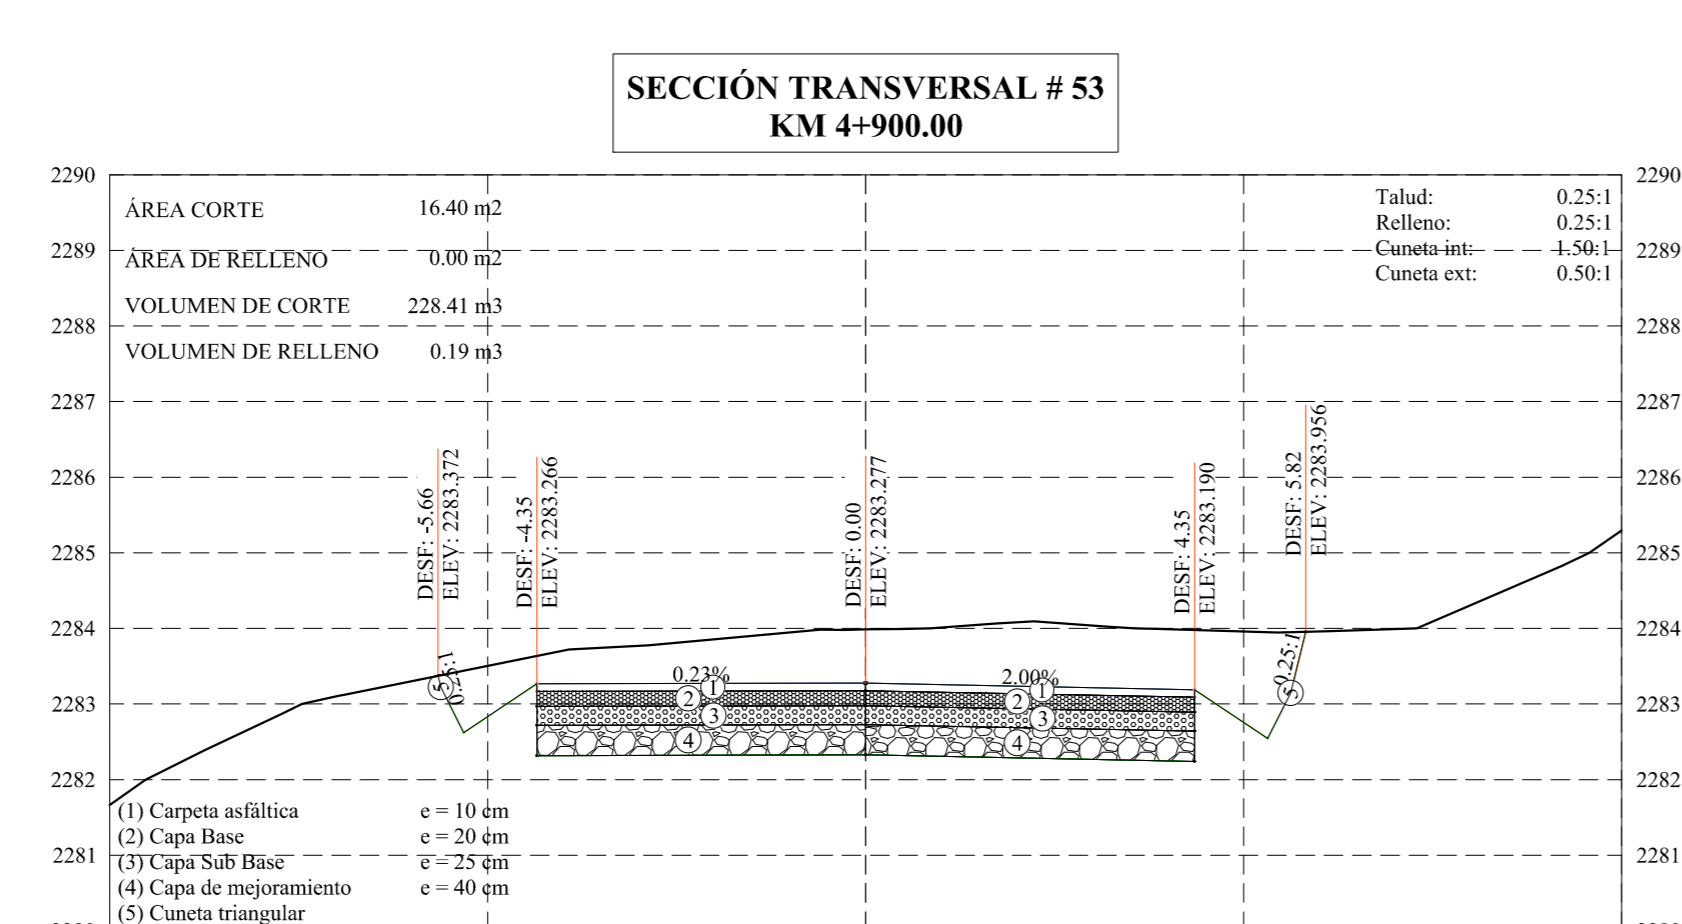 SECCIÓN TRANSVERSAL # 53
KM 4+900.00
2290
2290
ÁREA CORTE 16.40 m2
Talud: 0.25:1
Relleno: 0.25:1
2289
ÁREA DE RELLENO 0.00 m2
Cuneta int: 1.50:1
2289
Cuneta ext: 0.50:1
VOLUMEN DE CORTE 228.41 m3
2288
2288
VOLUMEN DE RELLENO 0.19 m3
2287
2287
2286
2286
DESF: -5.66
ELEV: 2283.372
DESF: -4.35
ELEV: 2283.266
DESF: 0.00
ELEV: 2283.277
DESF: 4.35
ELEV: 2283.190
DESF: 5.82
ELEV: 2283.956
2285
2285
2284
2284
5
0.25:1
0.23%
1
2
3
4
2.00%
1
2
3
4
0.25:1
5
2283
2283
2282
2282
(1) Carpeta asfáltica e = 10 cm
(2) Capa Base e = 20 cm
2281
(3) Capa Sub Base e = 25 cm
2281
(4) Capa de mejoramiento e = 40 cm
(5) Cuneta triangular